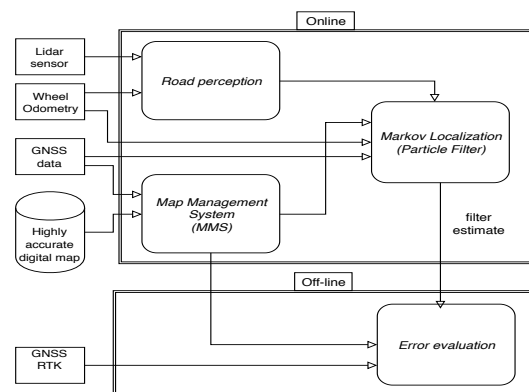 Online
Lidar
sensor
Road perception
Wheel
Odometry
Markov Localization
(Particle Filter)
GNSS
data
Map Management
System
(MMS)
Highly
accurate
digital map
filter
estimate
Off-line
Error evaluation
GNSS
RTK